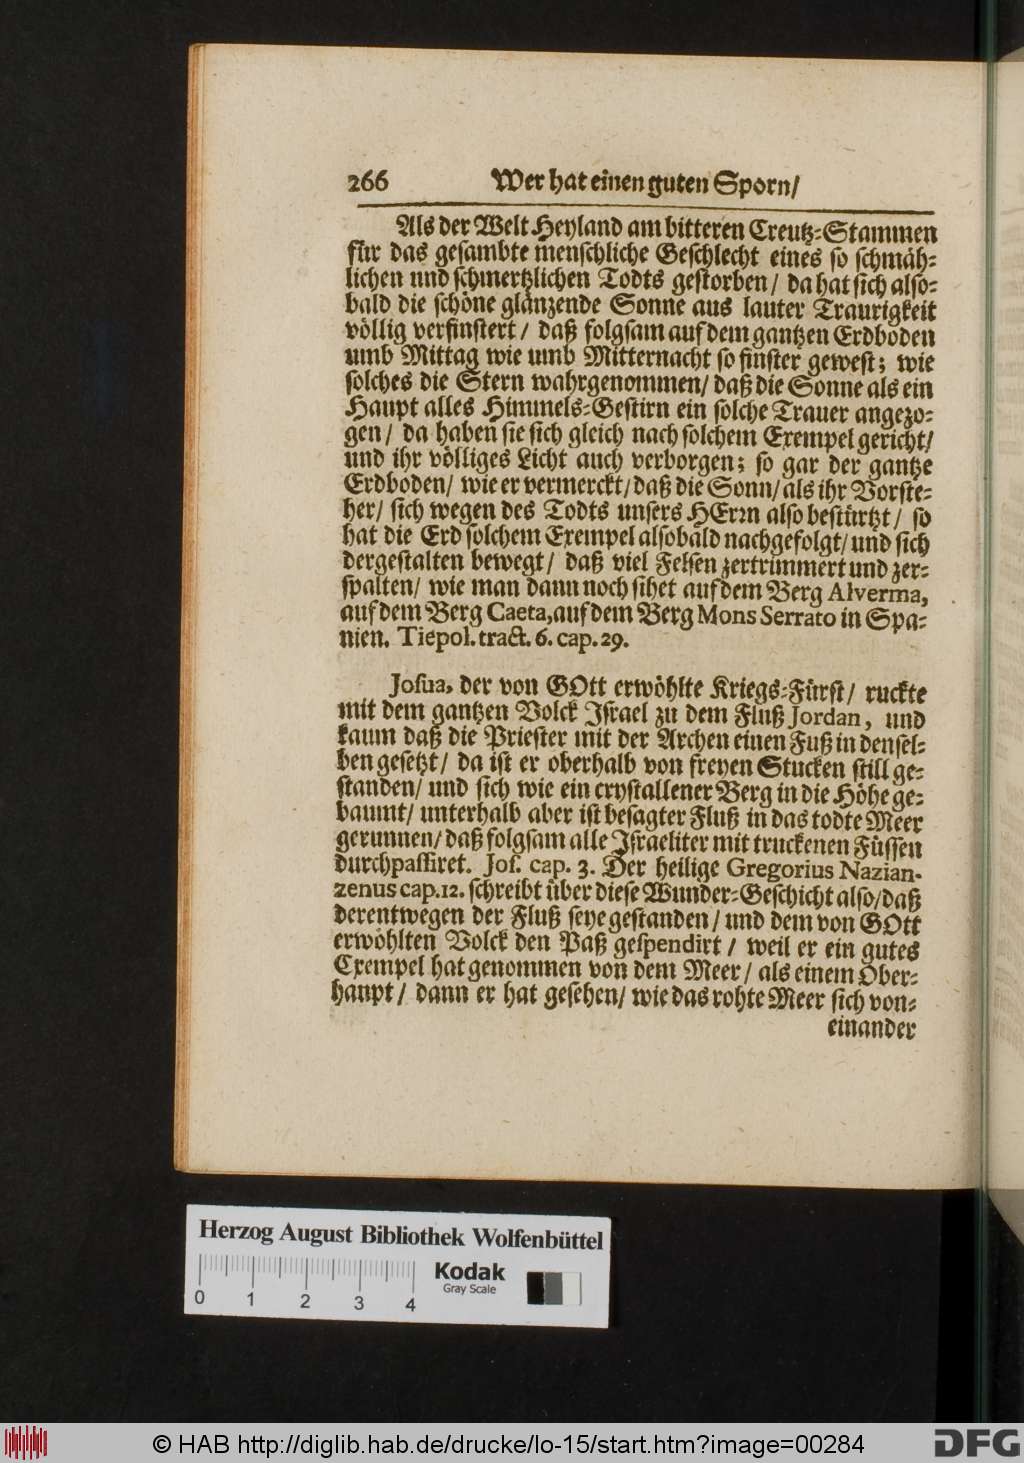 266 Wer hat einen guten Sporn/
Als der Welt Heyland am bitteren Creutz-Stammen
für das gesambte menschliche Geschlecht eines so schmäh-
lichen und schmertzlichen Todts gestorben / da hat sich also-
bald die schöne glänzende Sonne aus lauter Traurigkeit
völlig verfinstert / daß folgsam auf dem gantzen Erdboden
umb Mittag wie umb Mitternacht so finster gewest; wie
solches die Stern wahrgenommen/ daß die Sonne als ein
Haupt alles Himmels-Gestirn ein solche Trauer angezo-
gen / da haben sie sich gleich nach solchem Exempel gericht/
und ihr völliges Licht auch verborgen; so gar der gantze
Erdboden/ wie er vermerckt/ daß die Sonn/ als ihr Vorste-
her/ sich wegen des Todts unsers HErrn also bestürtzt / so
hat die Erd solchem Exempel alsobald nachgefolgt/ und sich
dergestalten bewegt / daß viel Felsen zertrümmert und zer-
spalten/ wie man dann noch sihet auf dem Berg Alverma,
auf dem Berg Caeta, auf dem Berg Mons Serrato in Spa-
nien. Tiepol. tract. 6. cap. 29.
Josua, der von GOtt erwöhlte Kriegs-Fürst/ ruckte
mit dem gantzen Volck Israel zu dem Fluß Jordan, und
kaum daß die Priester mit der Archen einen Fuß in densel-
ben gesetzt / da ist er oberhalb von freyen Stucken still ge-
standen/ und sich wie ein crystallener Berg in die Höhe ge-
baumt/ unterhalb aber ist besagter Fluß in das todte Meer
gerunnen/ daß folgsam alle Israeliter mit truckenen Füssen
durchpassiret. Jos. cap. 3. Der heilige Gregorius Nazian-
zenus cap. 12. schreibt über diese Wunder-Geschicht also/ daß
derentwegen der Fluß seye gestanden / und dem von GOtt
erwöhlten Volck den Paß gespendirt / weil er ein gutes
Exempel hat genommen von dem Meer / als einem Ober-
haupt / dann er hat gesehen/ wie das rohte Meer sich von-
einander
Herzog August Bibliothek Wolfenbüttel
0 1 2 3 4
Kodak
Gray Scale
© HAB http://diglib.hab.de/drucke/lo-15/start.htm?image=00284
DFG